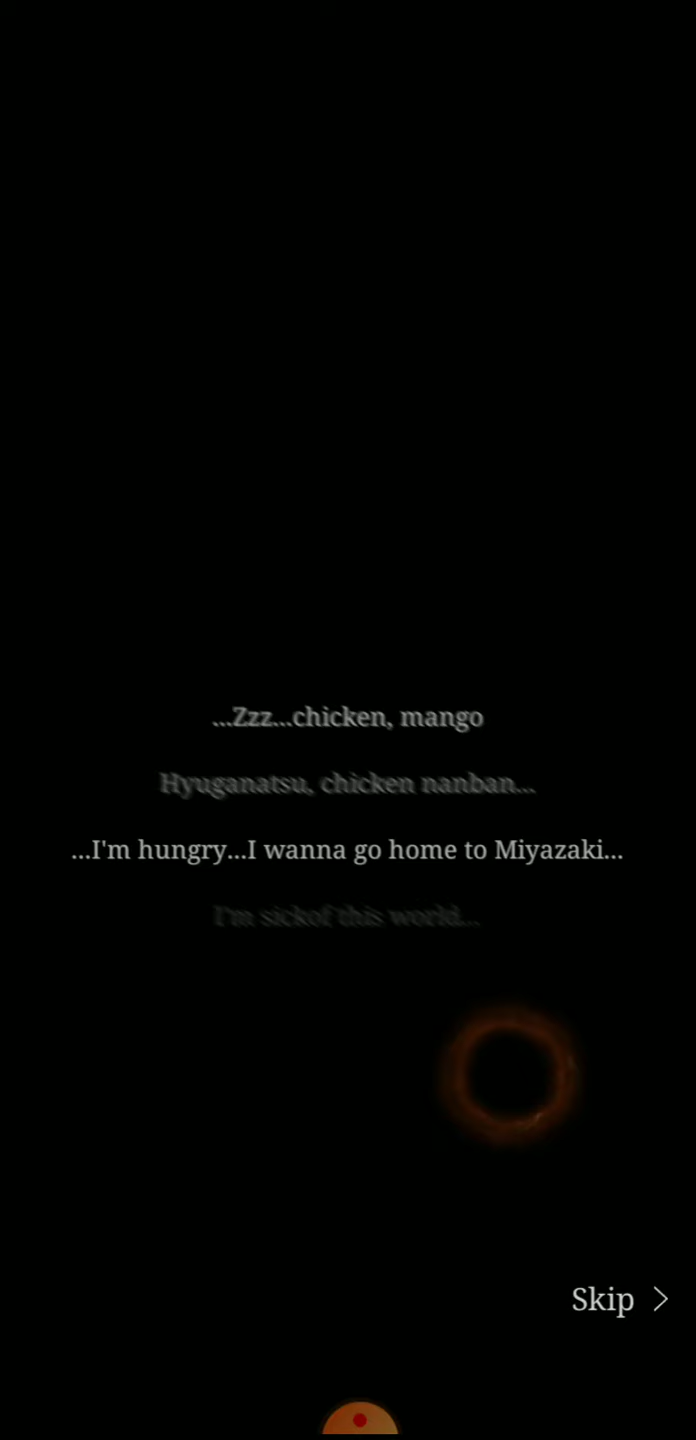 ...Zzz...chicken, mango
Hyuganatsu, chicken nanban...
...I'm hungry...I wanna go home to Miyazaki...
I'm sickof this world...
Skip >